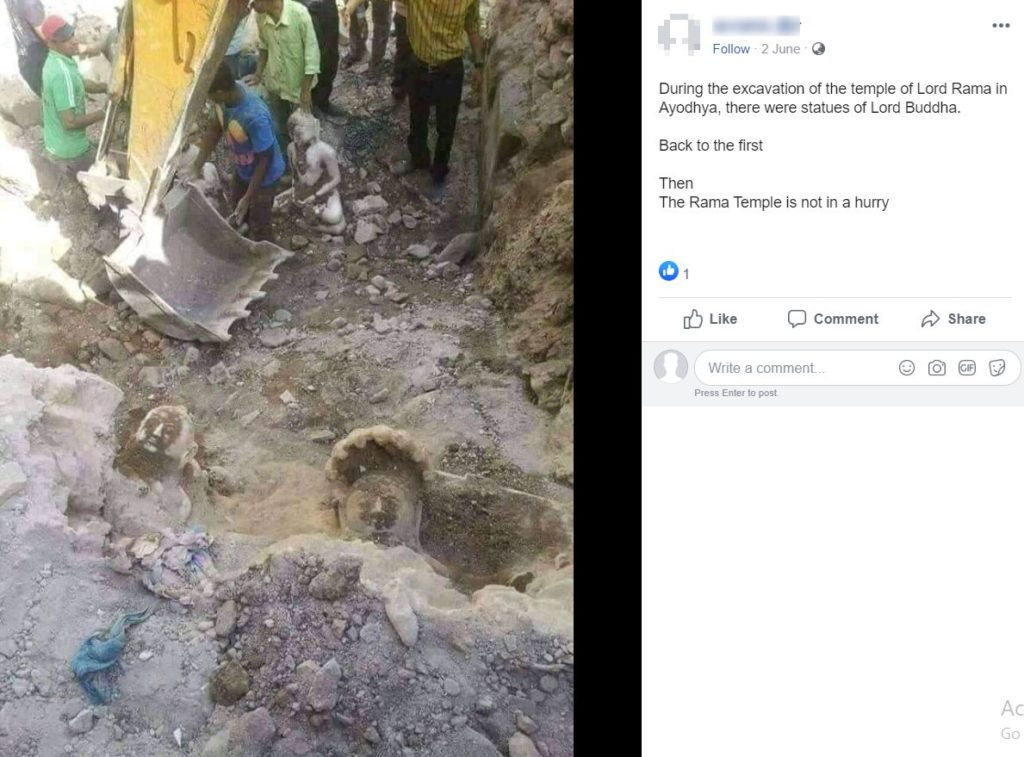 Follow · 2 June ·
During the excavation of the temple of Lord Rama in
Ayodhya, there were statues of Lord Buddha.
Back to the first
Then
The Rama Temple is not in a hurry
1
Like Comment Share
Write a comment... GIF
Press Enter to post
Ac
Go